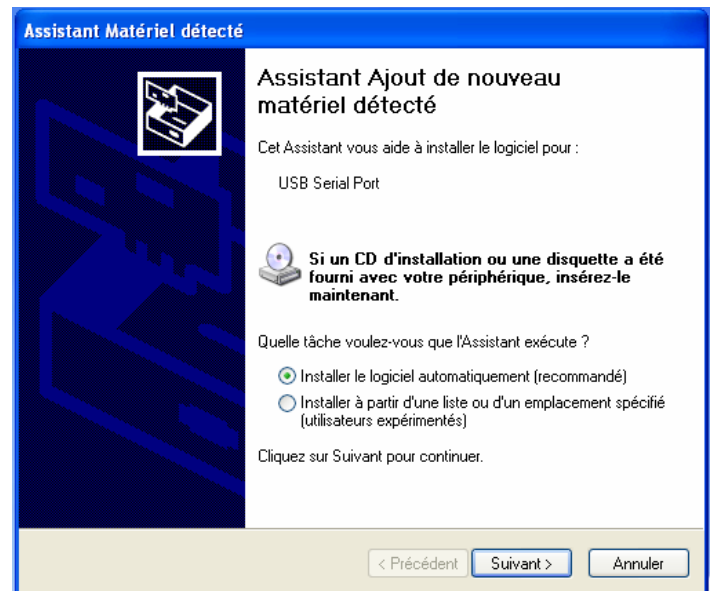 Assistant Matériel détecté
Assistant Ajout de nouveau
matériel détecté
Cet Assistant vous aide à installer le logiciel pour :
USB Serial Port
Si un CD d'installation ou une disquette a été
fourni avec votre périphérique, insérez-le
maintenant.
Quelle tâche voulez-vous que l'Assistant exécute ?
Installer le logiciel automatiquement (recommandé)
Installer à partir d'une liste ou d'un emplacement spécifié
(utilisateurs expérimentés)
Cliquez sur Suivant pour continuer.
< Précédent Suivant > Annuler